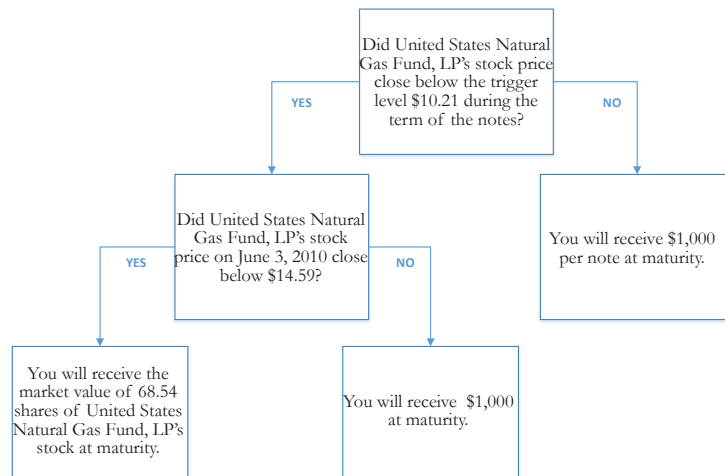 Did United States Natural
Gas Fund, LP's stock price
close below the trigger
level $10.21 during the
term of the notes?
YES
NO
Did United States Natural
Gas Fund, LP's stock
price on June 3, 2010 close
below $14.59?
You will receive $1,000
per note at maturity.
YES
NO
You will receive the
market value of 68.54
shares of United States
Natural Gas Fund, LP's
stock at maturity.
You will receive $1,000
at maturity.